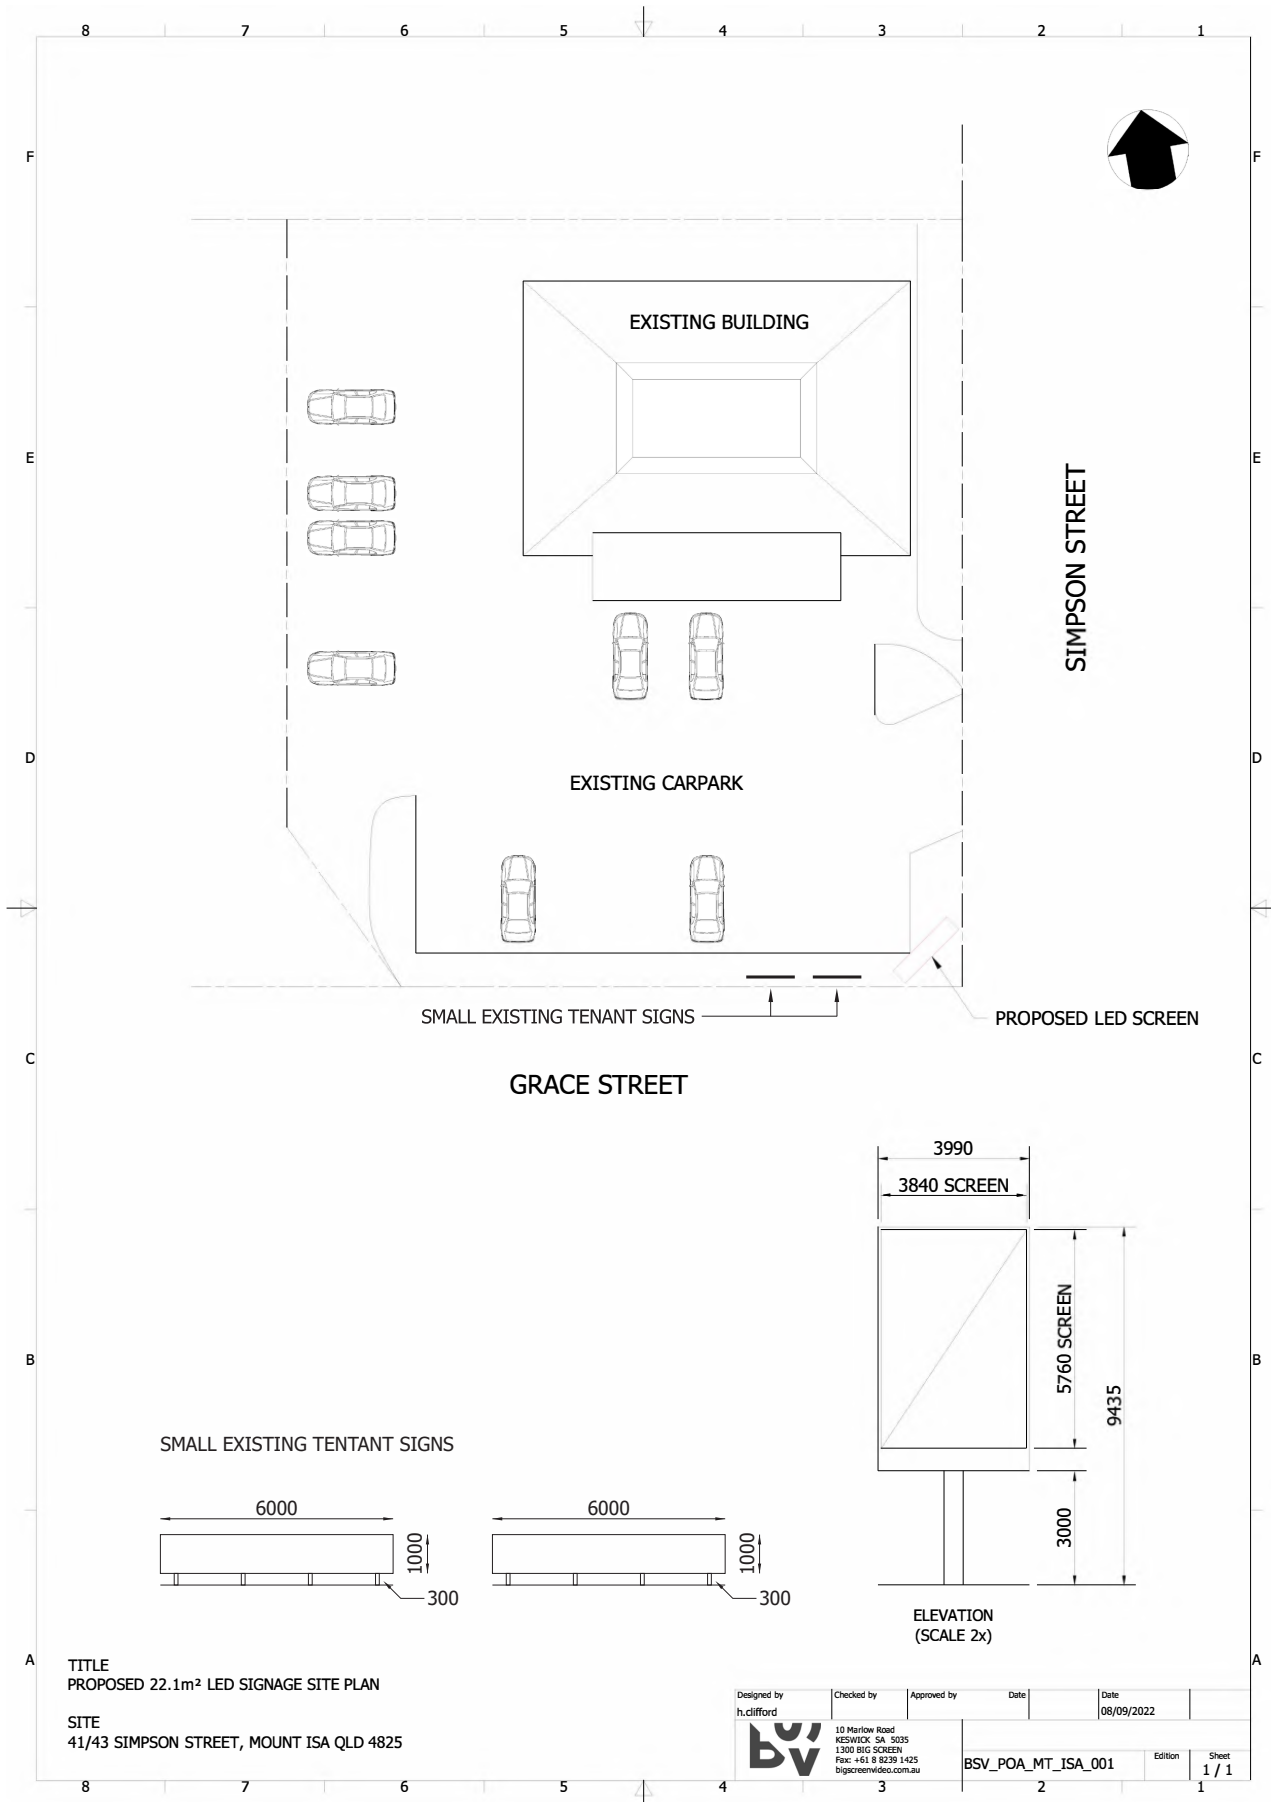 8 7 6 5 4 3 2 1
F F
EXISTING BUILDING
E E
SIMPSON STREET
D D
EXISTING CARPARK
SMALL EXISTING TENANT SIGNS
PROPOSED LED SCREEN
C C
GRACE STREET
3990
3840 SCREEN
5760 SCREEN
9435
3000
B B
ELEVATION
(SCALE 2x)
SMALL EXISTING TENTANT SIGNS
6000 6000
1000 1000
300 300
A A
TITLE
PROPOSED 22.1m² LED SIGNAGE SITE PLAN
SITE
41/43 SIMPSON STREET, MOUNT ISA QLD 4825
Designed by Checked by Approved by Date Date
h.clifford 08/09/2022
bsv
10 Marlow Road
KESWICK SA 5035
1300 BIG SCREEN
Fax: +61 8 8239 1425
bigscreenvideo.com.au
BSV_POA_MT_ISA_001
Edition Sheet
1 / 1
8 7 6 5 4 3 2 1